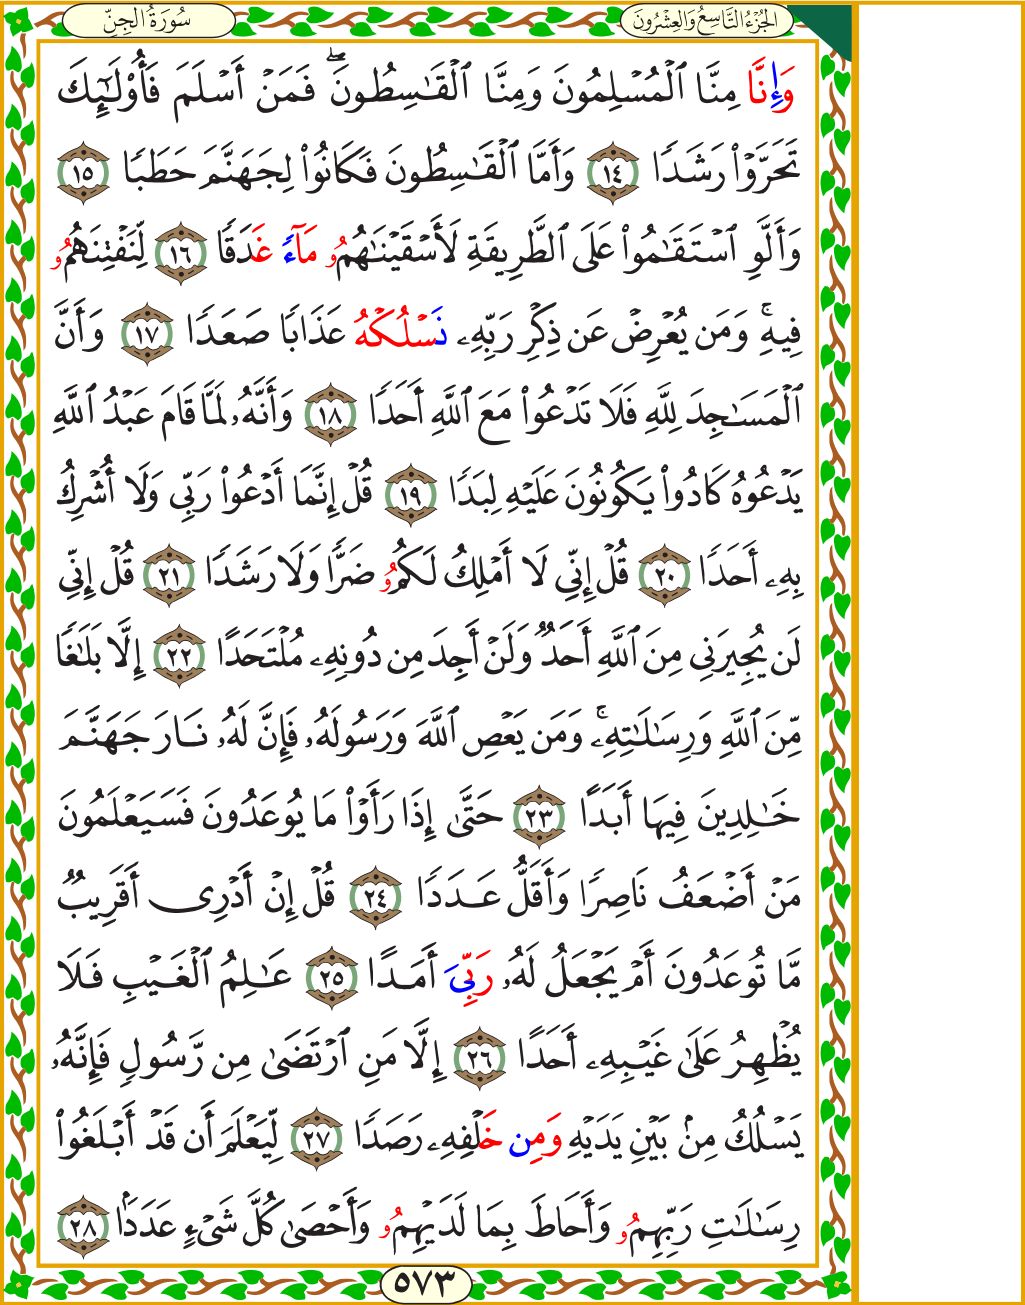 سُورَةُ الجِنِّ
الجُزْءُ التَّاسِعُ وَالعِشْرُونَ
وَإِنَّا مِنَّا ٱلْمُسْلِمُونَ وَمِنَّا ٱلْقَٰسِطُونَۖ فَمَنْ أَسْلَمَ فَأُوْلَٰٓئِكَ
تَحَرَّوْاْ رَشَدًا ١٤ وَأَمَّا ٱلْقَٰسِطُونَ فَكَانُواْ لِجَهَنَّمَ حَطَبًا ١٥
وَأَلَّوِ ٱسْتَقَٰمُواْ عَلَى ٱلطَّرِيقَةِ لَأَسْقَيْنَٰهُمُۥ مَآءً غَدَقًا ١٦ لِّنَفْتِنَهُمُۥ
فِيهِۚ وَمَن يُعْرِضْ عَن ذِكْرِ رَبِّهِۦ نَسْلُكْهُ عَذَابًا صَعَدًا ١٧ وَأَنَّ
ٱلْمَسَٰجِدَ لِلَّهِ فَلَا تَدْعُواْ مَعَ ٱللَّهِ أَحَدًا ١٨ وَأَنَّهُۥ لَمَّا قَامَ عَبْدُ ٱللَّهِ
يَدْعُوهُ كَادُواْ يَكُونُونَ عَلَيْهِ لِبَدًا ١٩ قُلْ إِنَّمَآ أَدْعُواْ رَبِّي وَلَآ أُشْرِكُ
بِهِۦٓ أَحَدًا ٢٠ قُلْ إِنِّي لَآ أَمْلِكُ لَكُمُۥ ضَرًّا وَلَا رَشَدًا ٢١ قُلْ إِنِّي
لَن يُجِيرَنِي مِنَ ٱللَّهِ أَحَدٌ وَلَنْ أَجِدَ مِن دُونِهِۦ مُلْتَحَدًا ٢٢ إِلَّا بَلَٰغًا
مِّنَ ٱللَّهِ وَرِسَٰلَٰتِهِۦۚ وَمَن يَعْصِ ٱللَّهَ وَرَسُولَهُۥ فَإِنَّ لَهُۥ نَارَ جَهَنَّمَ
خَٰلِدِينَ فِيهَآ أَبَدًا ٢٣ حَتَّىٰٓ إِذَا رَأَوْاْ مَا يُوعَدُونَ فَسَيَعْلَمُونَ
مَنْ أَضْعَفُ نَاصِرًا وَأَقَلُّ عَدَدًا ٢٤ قُلْ إِنْ أَدْرِي أَقَرِيبٌ
مَّا تُوعَدُونَ أَمْ يَجْعَلُ لَهُۥ رَبِّيَ أَمَدًا ٢٥ عَٰلِمُ ٱلْغَيْبِ فَلَا
يُظْهِرُ عَلَىٰ غَيْبِهِۦٓ أَحَدًا ٢٦ إِلَّا مَنِ ٱرْتَضَىٰ مِن رَّسُولٍ فَإِنَّهُۥ
يَسْلُكُ مِنۢ بَيْنِ يَدَيْهِ وَمِن خَلْفِهِۦ رَصَدًا ٢٧ لِّيَعْلَمَ أَن قَدْ أَبْلَغُواْ
رِسَٰلَٰتِ رَبِّهِمُۥ وَأَحَاطَ بِمَا لَدَيْهِمُۥ وَأَحْصَىٰ كُلَّ شَيْءٍ عَدَدًا ٢٨
٥٧٣